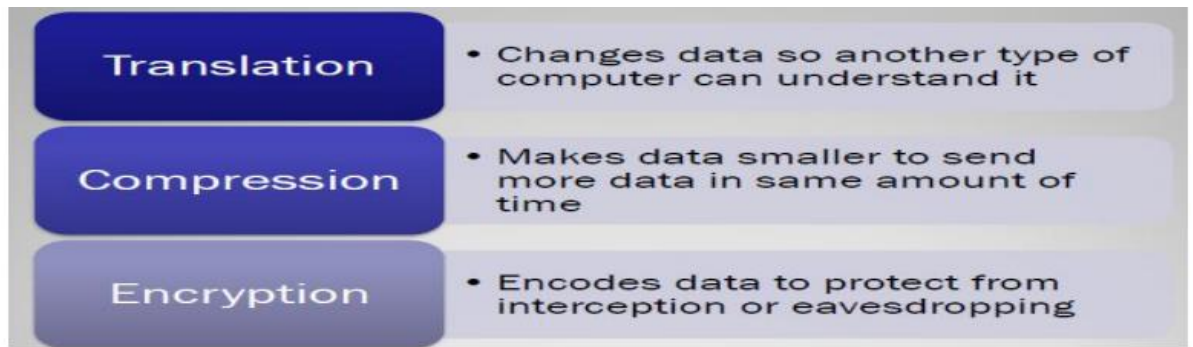 Translation
• Changes data so another type of
computer can understand it
Compression
• Makes data smaller to send
more data in same amount of
time
Encryption
• Encodes data to protect from
interception or eavesdropping